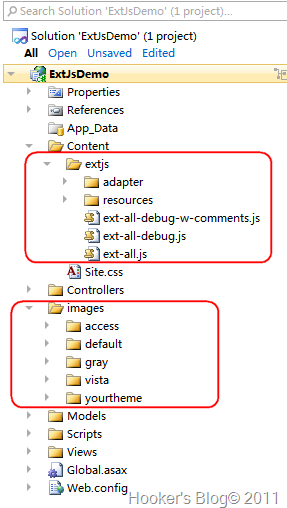 Search Solution 'ExtJsDemo' (1 project)
Solution 'ExtJsDemo' (1 project)
All Open Unsaved Edited
ExtJsDemo
Properties
References
App_Data
Content
extjs
adapter
resources
ext-all-debug-w-comments.js
ext-all-debug.js
ext-all.js
Site.css
Controllers
images
access
default
gray
vista
yourtheme
Models
Scripts
Views
Global.asax
Web.config
Hooker's Blog© 2011